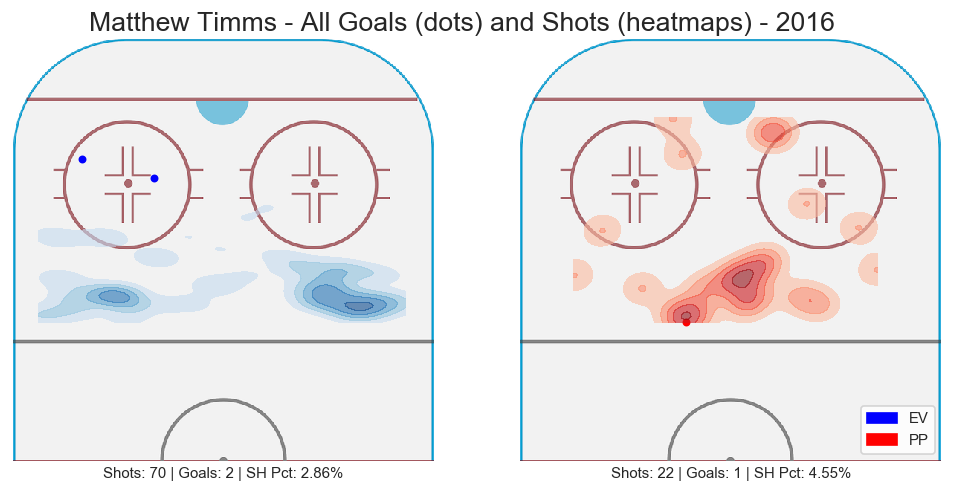 Matthew Timms - All Goals (dots) and Shots (heatmaps) - 2016
EV
PP
Shots: 70 | Goals: 2 | SH Pct: 2.86%
Shots: 22 | Goals: 1 | SH Pct: 4.55%